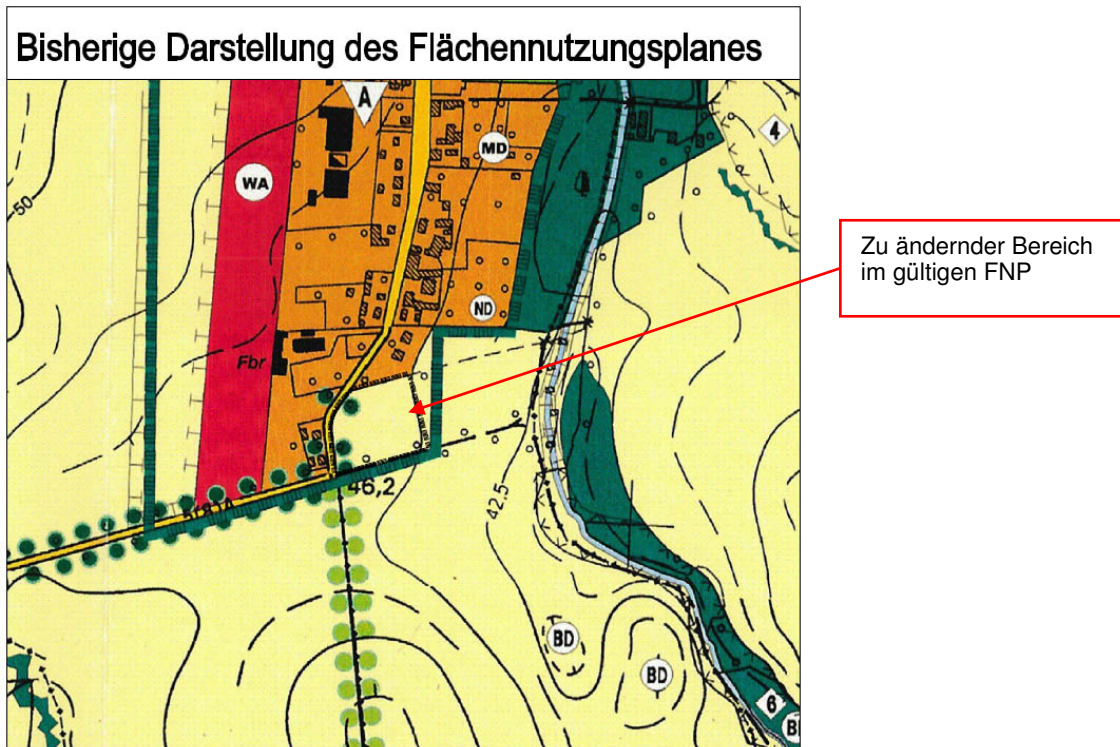 Bisherige Darstellung des Flächennutzungsplanes
A
4
MD
WA
50
Zu ändernder Bereich
im gültigen FNP
ND
Fbr
46,2
42,5
BD
BD
6